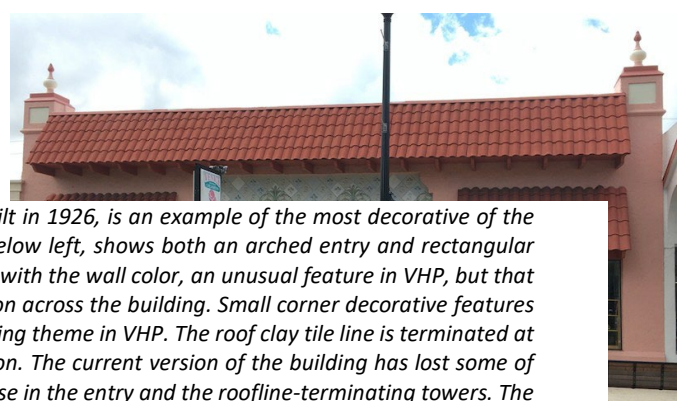 ilt in 1926, is an example of the most decorative of the
elow left, shows both an arched entry and rectangular
with the wall color, an unusual feature in VHP, but that
on across the building. Small corner decorative features
ing theme in VHP. The roof clay tile line is terminated at
on. The current version of the building has lost some of
se in the entry and the roofline-terminating towers. The